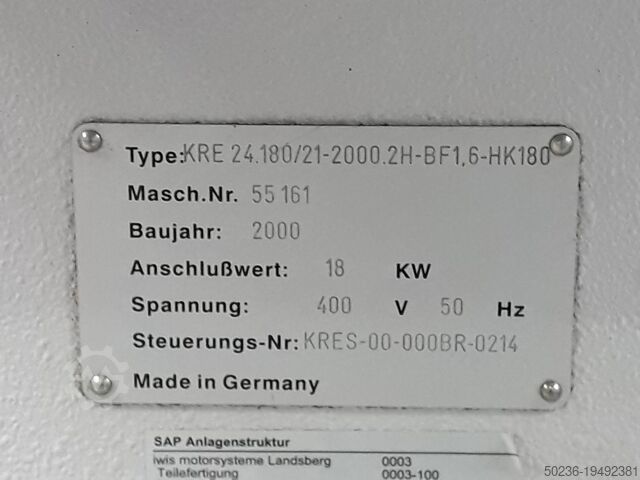 Type: KRE 24.180/21-2000.2H-BF1,6-HK180
Masch.Nr. 55 161
Baujahr: 2000
Anschlußwert: 18 KW
Spannung: 400 V 50 Hz
Steuerungs-Nr: KRES-00-000BR-0214
Made in Germany
SAP Anlagenstruktur
iwis motorsysteme Landsberg 0003
Teilefertigung 0003-100
50236-19492381